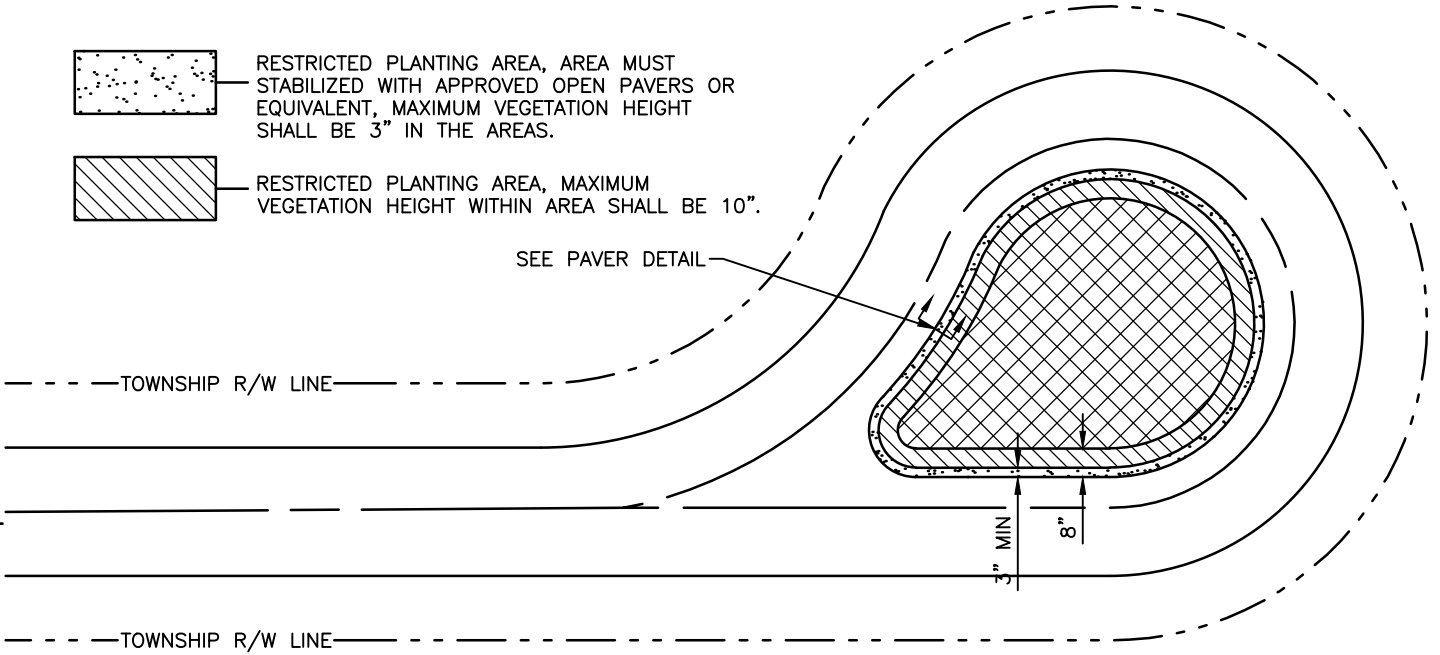 RESTRICTED PLANTING AREA, AREA MUST
STABILIZED WITH APPROVED OPEN PAVERS OR
EQUIVALENT, MAXIMUM VEGETATION HEIGHT
SHALL BE 3" IN THE AREAS.
RESTRICTED PLANTING AREA, MAXIMUM
VEGETATION HEIGHT WITHIN AREA SHALL BE 10".
SEE PAVER DETAIL
TOWNSHIP R/W LINE
3" MIN
8"
TOWNSHIP R/W LINE